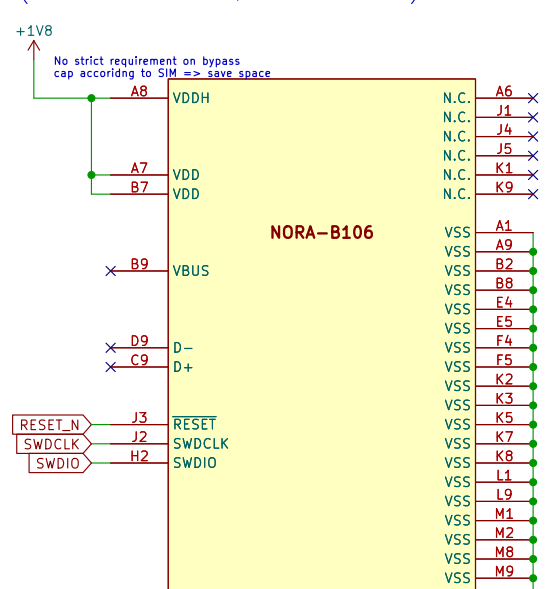 +1V8
No strict requirement on bypass
cap accoridng to SIM => save space
A8 VDDH
A7 VDD
B7 VDD
NORA-B106
B9 VBUS
D9 D-
C9 D+
RESET_N J3 RESET
SWDCLK J2 SWDCLK
SWDIO H2 SWDIO
N.C. A6
N.C. J1
N.C. J4
N.C. J5
N.C. K1
N.C. K9
VSS A1
VSS A9
VSS B2
VSS B8
VSS E4
VSS E5
VSS F4
VSS F5
VSS K2
VSS K3
VSS K5
VSS K7
VSS K8
VSS L1
VSS L9
VSS M1
VSS M2
VSS M8
VSS M9